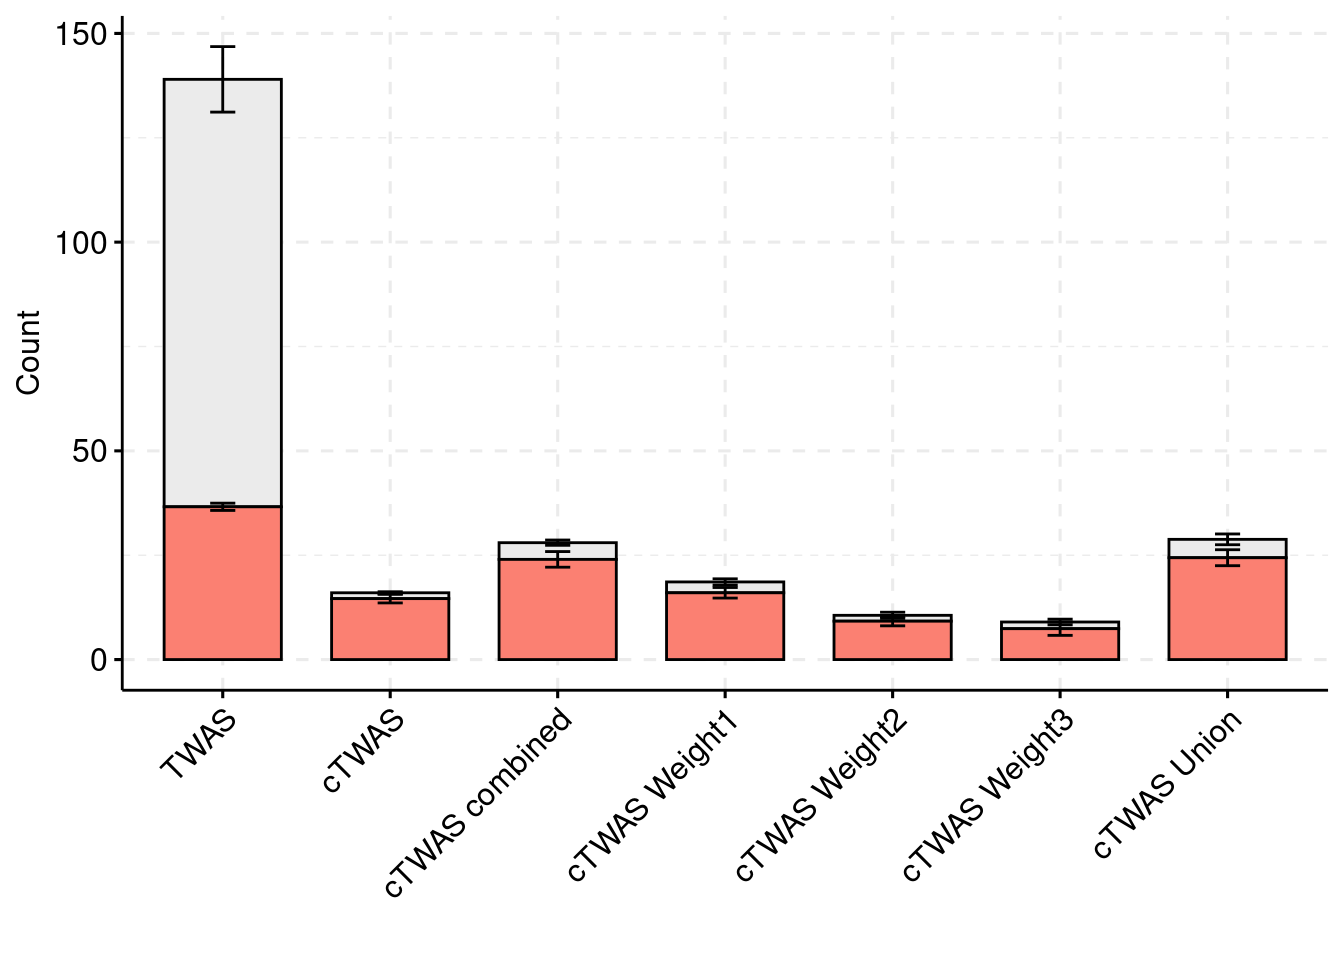 150
100
50
0
Count
TWAS
cTWAS
cTWAS combined
cTWAS Weight1
cTWAS Weight2
cTWAS Weight3
cTWAS Union